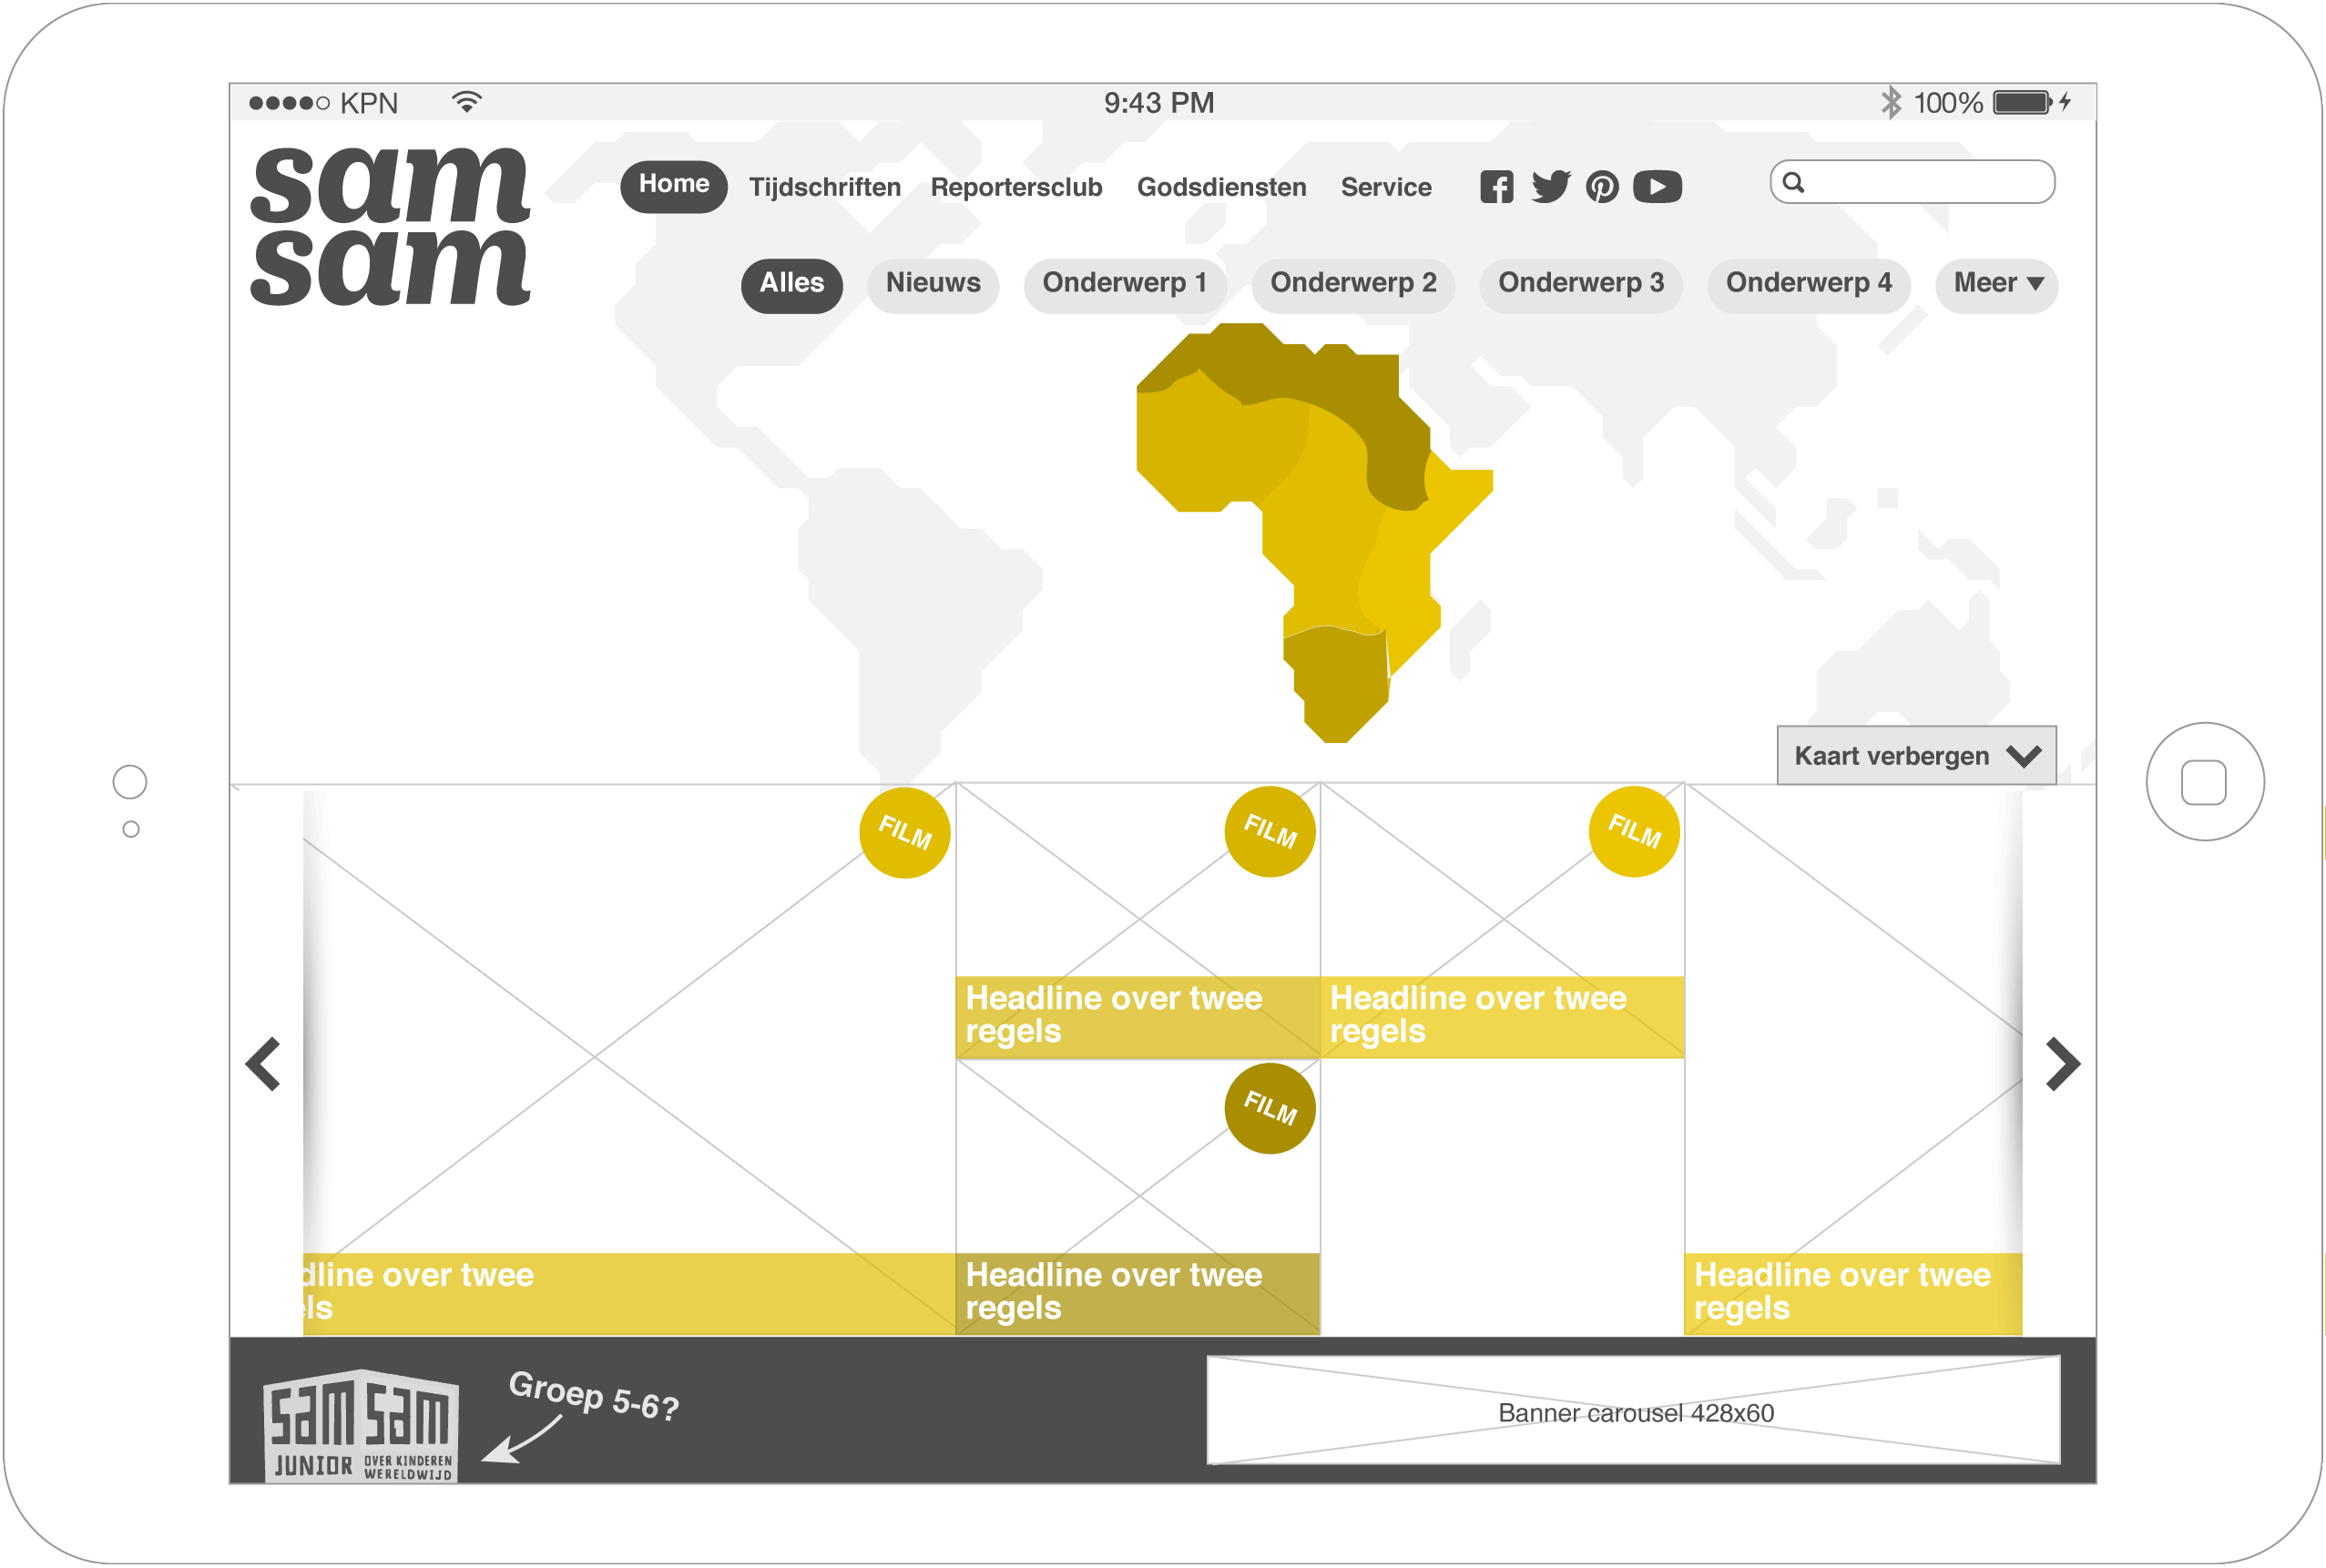 KPN
9:43 PM
100%
sam
sam
Home Tijdschriften Reportersclub Godsdiensten Service
Alles Nieuws Onderwerp 1 Onderwerp 2 Onderwerp 3 Onderwerp 4 Meer
Kaart verbergen
FILM
FILM
FILM
Headline over twee
regels
Headline over twee
regels
FILM
dline over twee
els
Headline over twee
regels
Headline over twee
regels
sam sam
JUNIOR
OVER KINDEREN
WERELDWIJD
Groep 5-6?
Banner carousel 428x60